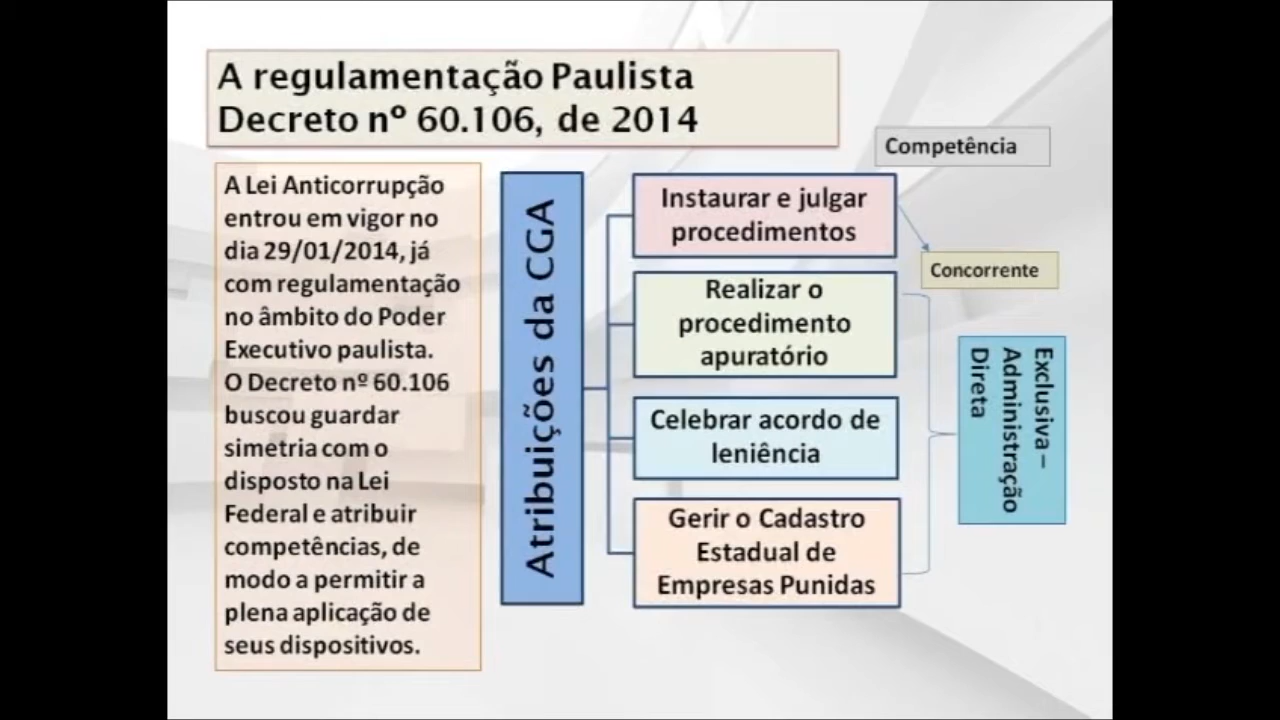 A regulamentação Paulista
Decreto nº 60.106, de 2014
A Lei Anticorrupção
entrou em vigor no
dia 29/01/2014, já
com regulamentação
no âmbito do Poder
Executivo paulista.
O Decreto nº 60.106
buscou guardar
simetria com o
disposto na Lei
Federal e atribuir
competências, de
modo a permitir a
plena aplicação de
seus dispositivos.
Atribuições da CGA
Instaurar e julgar
procedimentos
Realizar o
procedimento
apuratório
Celebrar acordo de
leniência
Gerir o Cadastro
Estadual de
Empresas Punidas
Competência
Concorrente
Exclusiva –
Administração
Direta